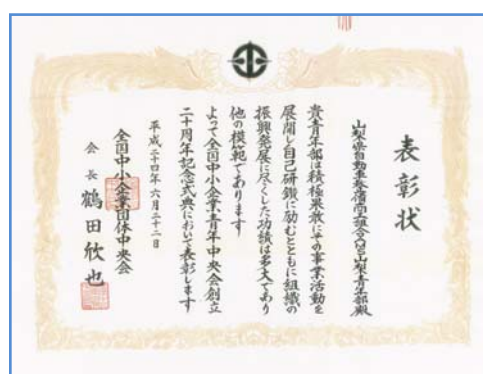 表彰状
山梨県自動車整備商工組合 山梨青年部殿
貴青年部は積極果敢にその事業活動を
展開し自己研鑽に励むとともに組織の
振興発展に尽くした功績は多大であり
他の模範であります
よって全国中小企業青年中央会創立
二十周年記念式典において表彰します
平成二十四年六月二十二日
全国中小企業団体中央会
会長 鶴田欣也